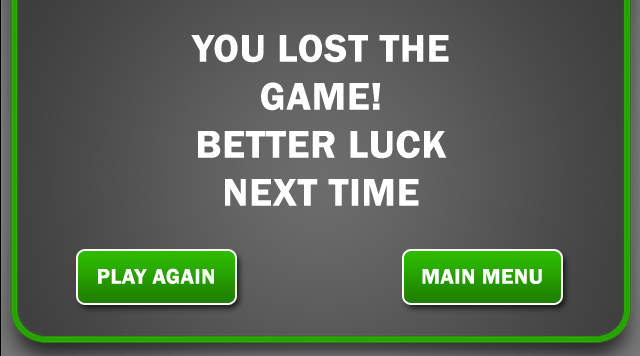 YOU LOST THE
GAME!
BETTER LUCK
NEXT TIME
PLAY AGAIN
MAIN MENU